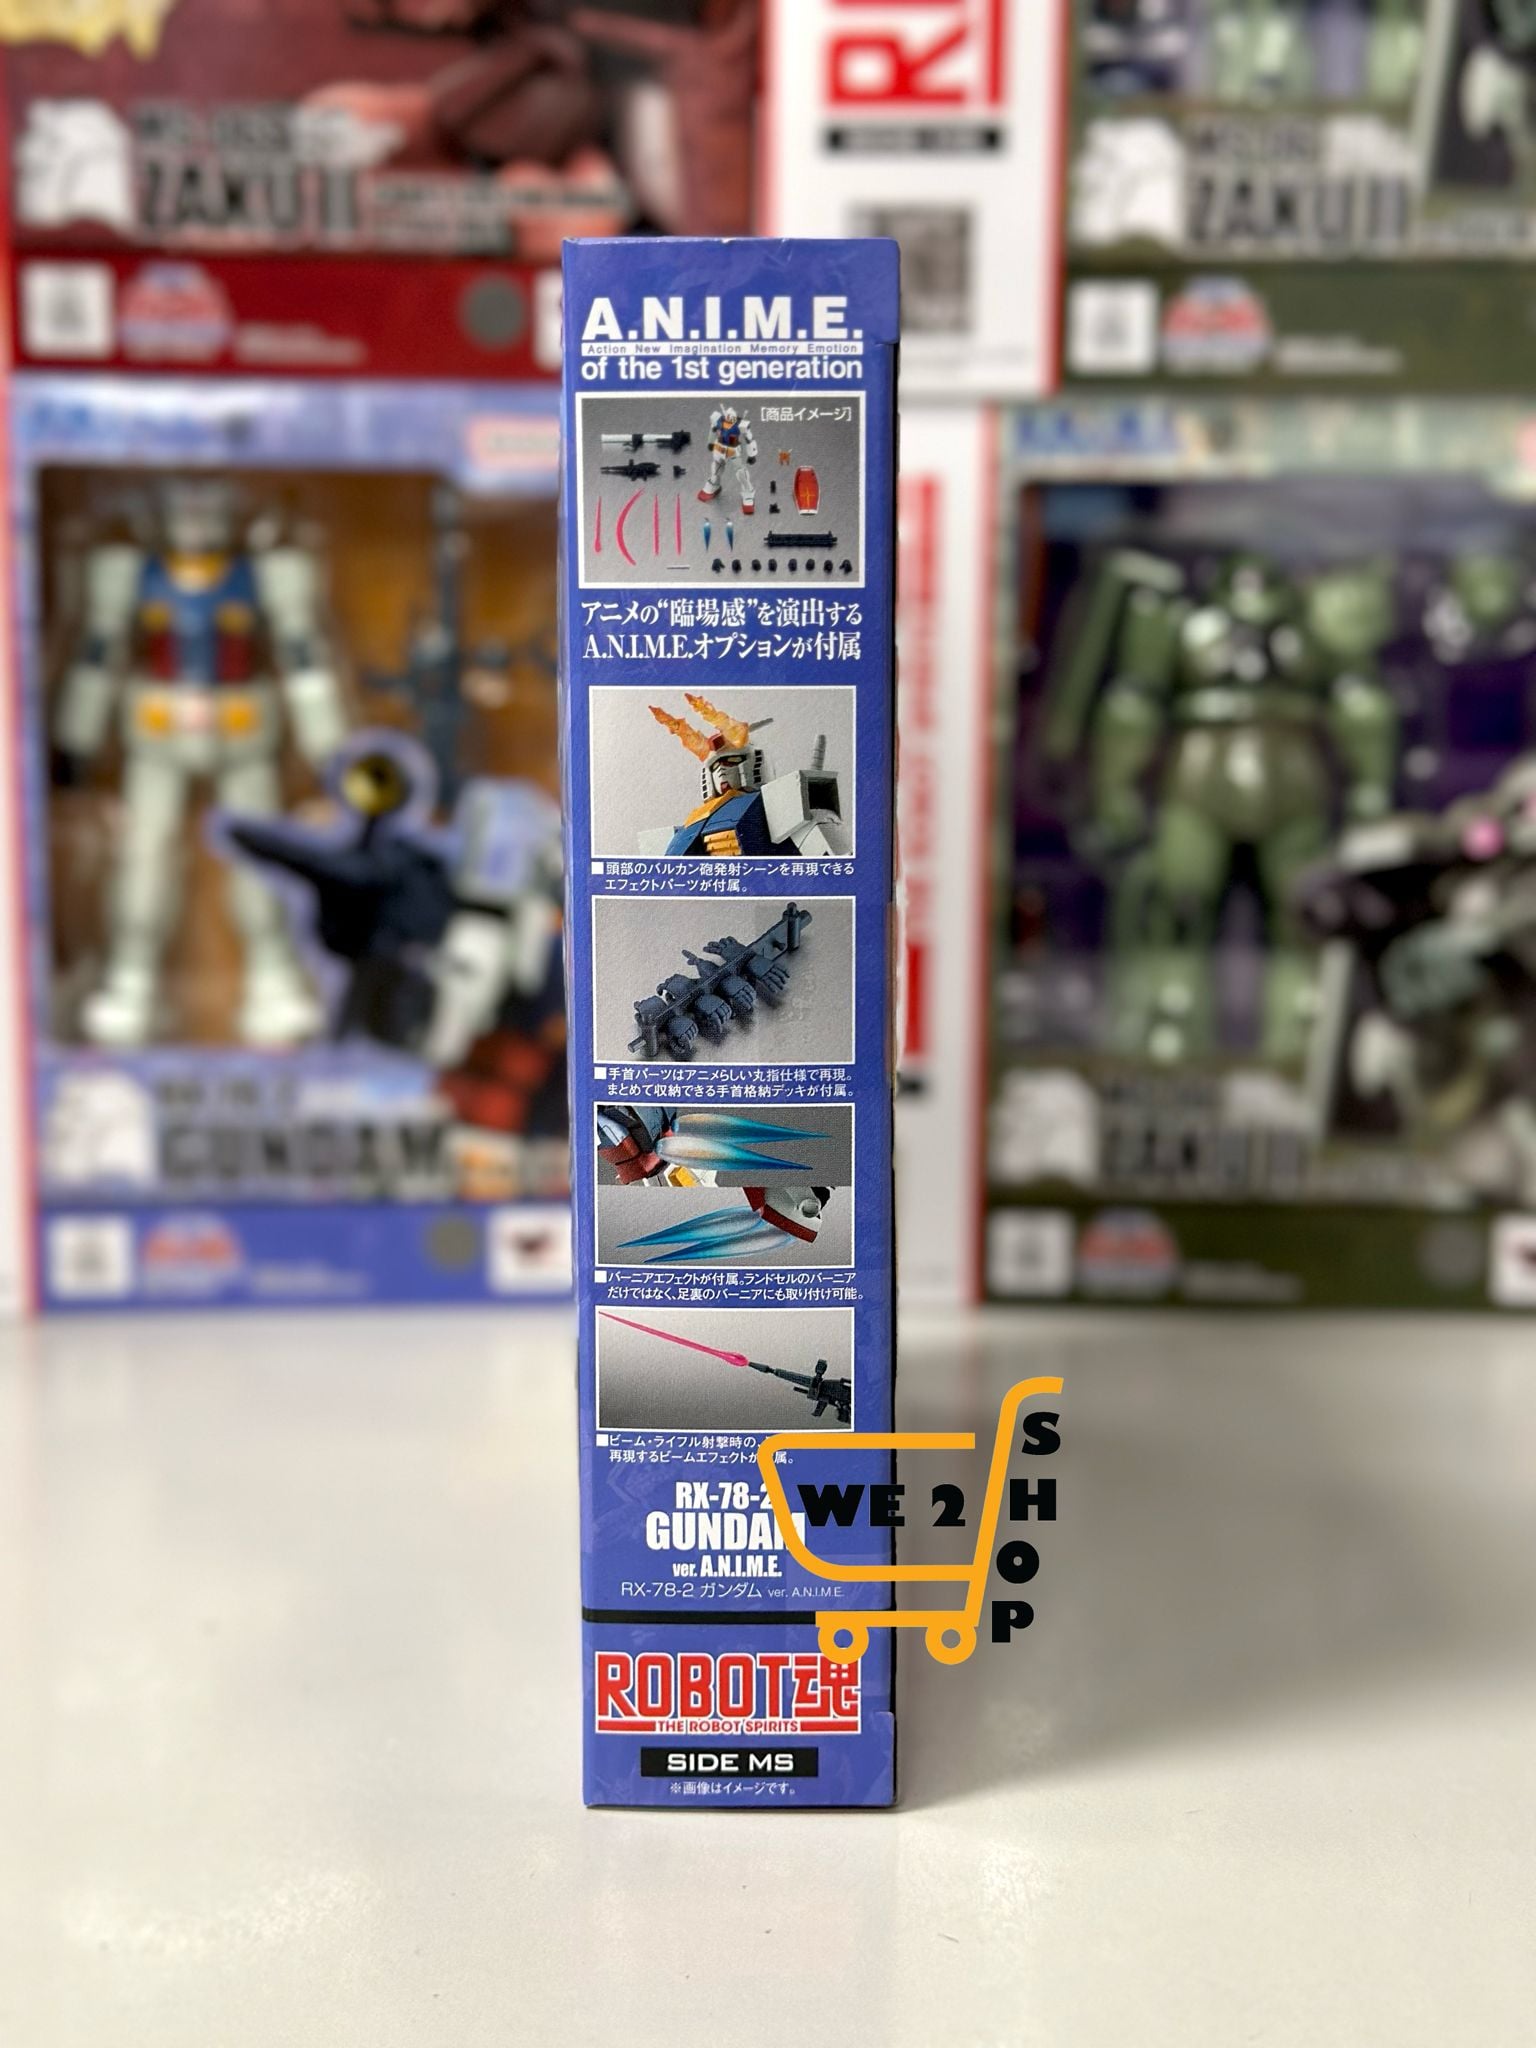 A.N.I.M.E.
Action New Imagination Memory Emotion
of the 1st generation
[商品イメージ]
アニメの“臨場感”を演出する
A.N.I.M.E.オプションが付属
■頭部のバルカン砲発射シーンを再現できる
エフェクトパーツが付属。
■手首パーツはアニメらしい丸指仕様で再現。
まとめて収納できる手首格納デッキが付属。
■バーニアエフェクトが付属。ランドセルのバーニア
だけではなく、足裏のバーニアにも取り付け可能。
■ビーム・ライフル射撃時の、
再現するビームエフェクトが 属。
RX-78-2
GUNDAM
ver. A.N.I.M.E.
RX-78-2 ガンダム ver. A.N.I.M.E.
ROBOT魂
THE ROBOT SPIRITS
SIDE MS
※画像はイメージです。
WE 2
SHOP
ZAKU II
ZAKU II
GUNDAM
ZAKU II